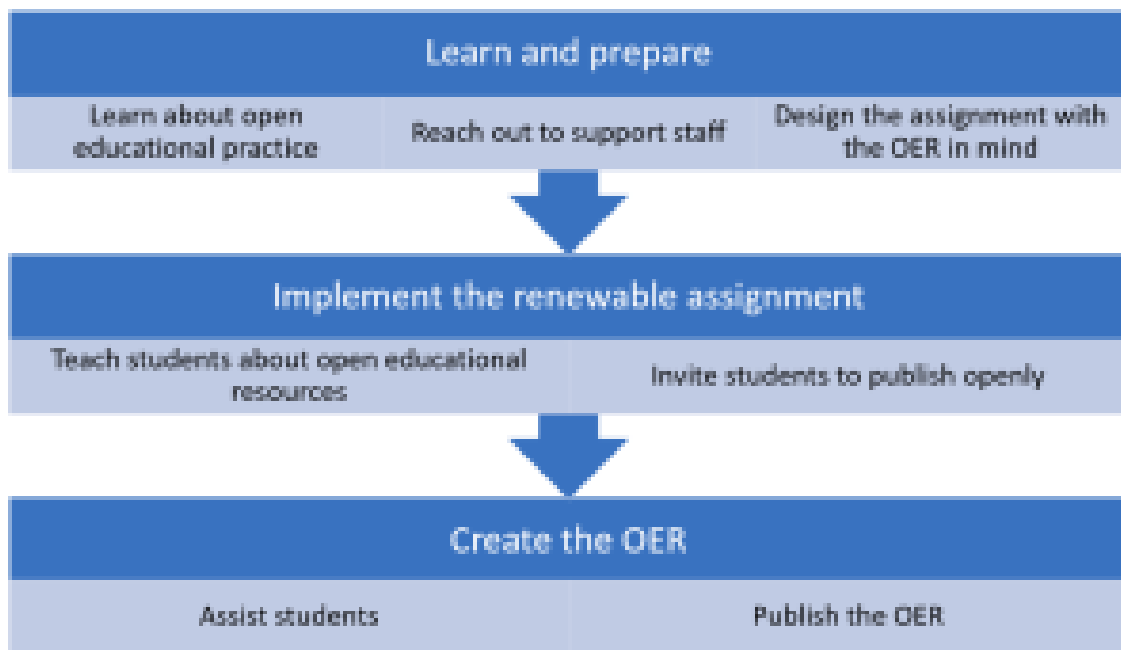 Learn and prepare
Learn about open
educational practice
Reach out to support staff
Design the assignment with
the OER in mind
Implement the renewable assignment
Teach students about open educational
resources
Invite students to publish openly
Create the OER
Assist students
Publish the OER